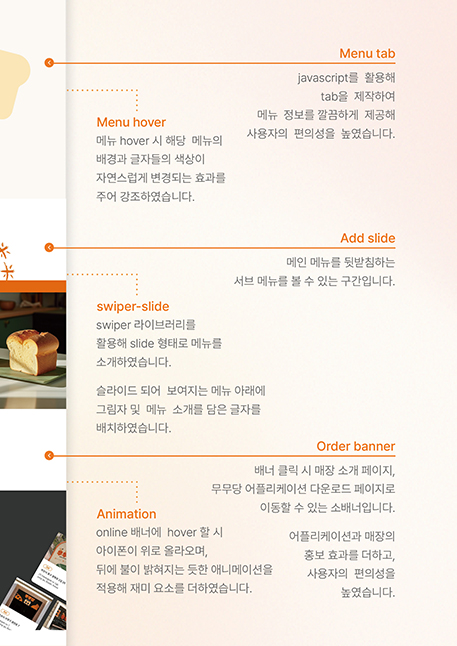 Menu tab
javascript를 활용해
tab을 제작하여
메뉴 정보를 깔끔하게 제공해
사용자의 편의성을 높였습니다.
Menu hover
메뉴 hover 시 해당 메뉴의
배경과 글자들의 색상이
자연스럽게 변경되는 효과를
주어 강조하였습니다.
Add slide
메인 메뉴를 뒷받침하는
서브 메뉴를 볼 수 있는 구간입니다.
swiper-slide
swiper 라이브러리를
활용해 slide 형태로 메뉴를
소개하였습니다.
슬라이드 되어 보여지는 메뉴 아래에
그림자 및 메뉴 소개를 담은 글자를
배치하였습니다.
Order banner
배너 클릭 시 매장 소개 페이지,
무무당 어플리케이션 다운로드 페이지로
이동할 수 있는 소배너입니다.
어플리케이션과 매장의
홍보 효과를 더하고,
사용자의 편의성을
높였습니다.
Animation
online 배너에 hover 할 시
아이폰이 위로 올라오며,
뒤에 불이 밝혀지는 듯한 애니메이션을
적용해 재미 요소를 더하였습니다.